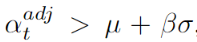 α_t^{adj} > μ + βσ,